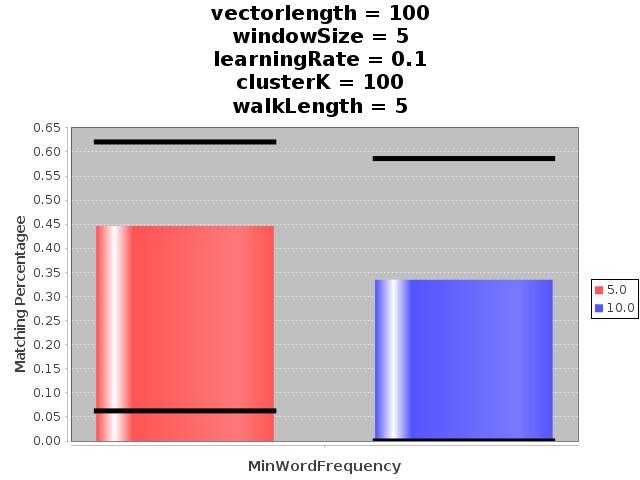 vectorlength = 100
windowSize = 5
learningRate = 0.1
clusterK = 100
walkLength = 5
0.65
0.60
0.55
0.50
0.45
0.40
0.35
0.30
0.25
0.20
0.15
0.10
0.05
0.00
Matching Percentagee
5.0
10.0
MinWordFrequency